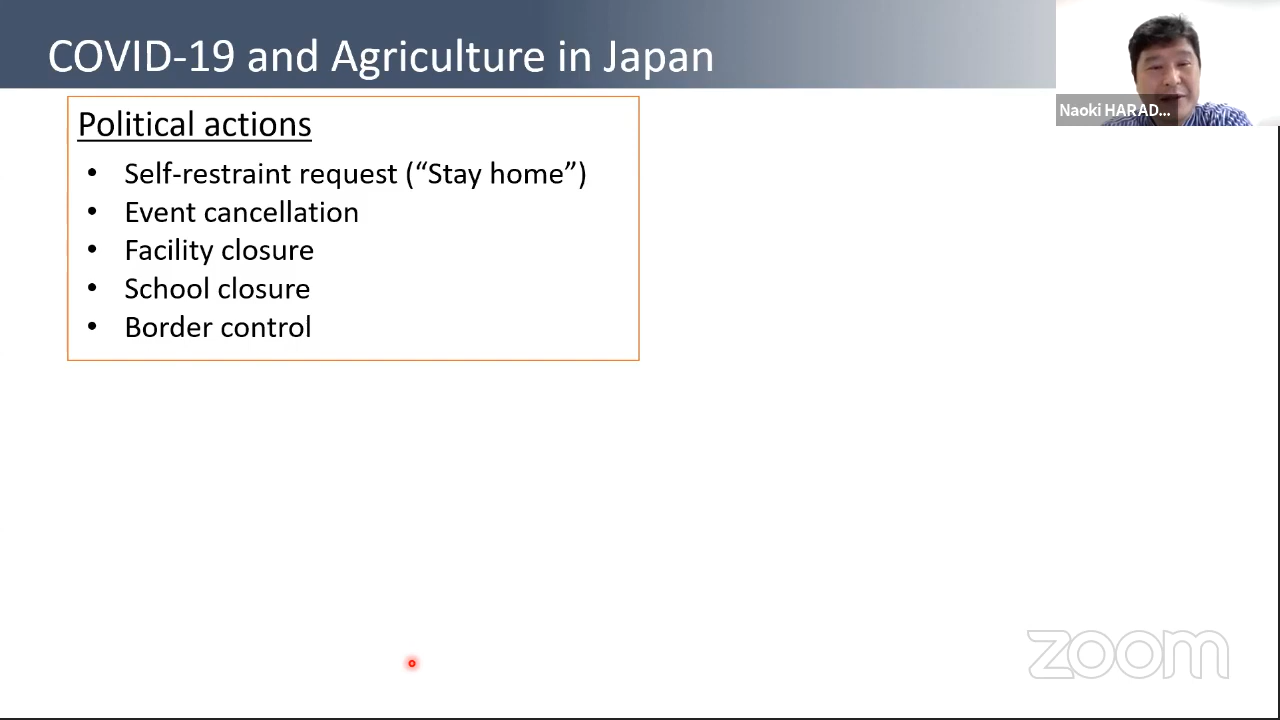 COVID-19 and Agriculture in Japan
Naoki HARAD...
Political actions
• Self-restraint request (“Stay home”)
• Event cancellation
• Facility closure
• School closure
• Border control
zoom